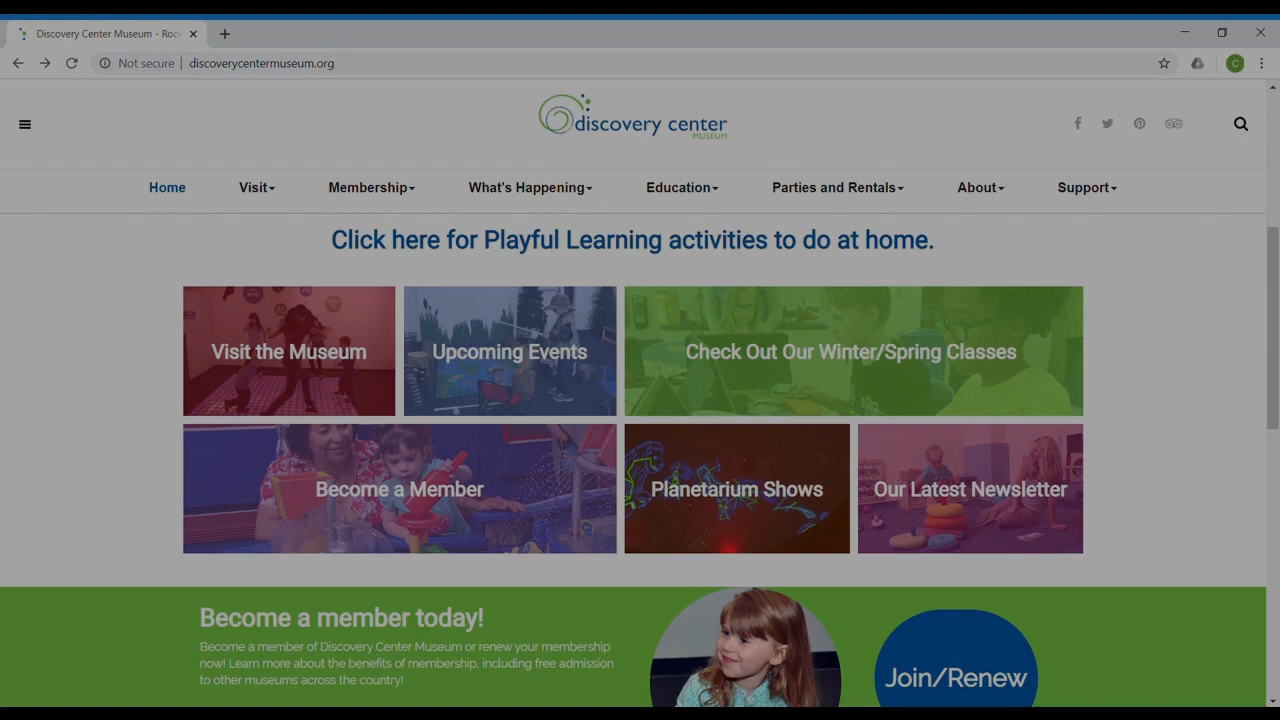 Discovery Center Museum - Rock
Not secure | discoverycentermuseum.org
C
discovery center
MUSEUM
Home Visit Membership What's Happening Education Parties and Rentals About Support
Click here for Playful Learning activities to do at home.
Visit the Museum Upcoming Events Check Out Our Winter/Spring Classes
Become a Member Planetarium Shows Our Latest Newsletter
Become a member today!
Become a member of Discovery Center Museum or renew your membership
now! Learn more about the benefits of membership, including free admission
to other museums across the country!
Join/Renew